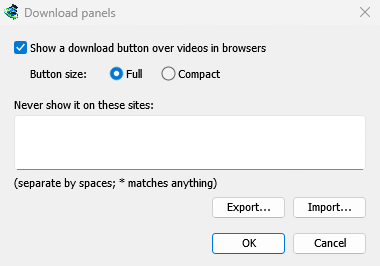 Download panels
Show a download button over videos in browsers
Button size: Full Compact
Never show it on these sites:
(separate by spaces; * matches anything)
Export... Import...
OK Cancel